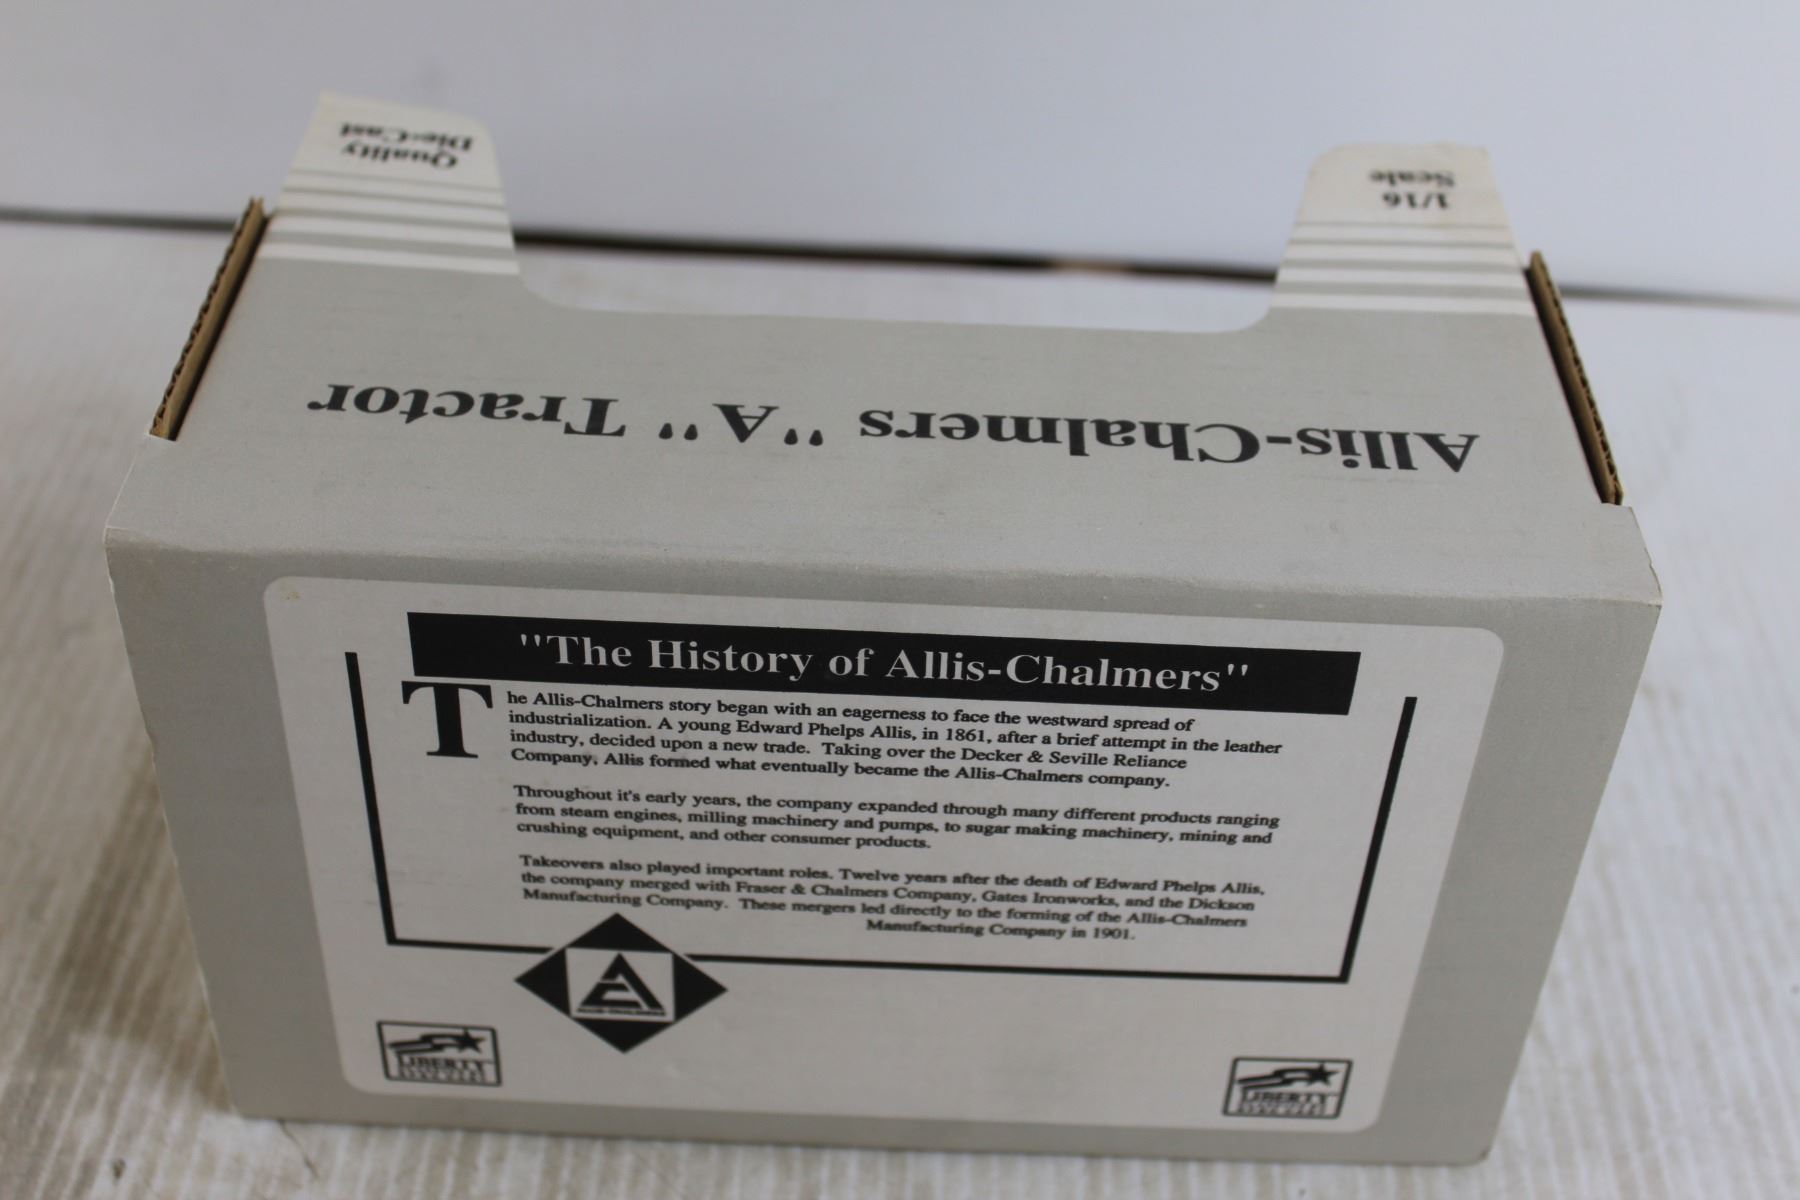 Quality
Die-Cast
1/16
Scale
Allis-Chalmers "A" Tractor
"The History of Allis-Chalmers"
The Allis-Chalmers story began with an eagerness to face the westward spread of
industrialization. A young Edward Phelps Allis, in 1861, after a brief attempt in the leather
industry, decided upon a new trade. Taking over the Decker & Seville Reliance
Company, Allis formed what eventually became the Allis-Chalmers company.
Throughout it's early years, the company expanded through many different products ranging
from steam engines, milling machinery and pumps, to sugar making machinery, mining and
crushing equipment, and other consumer products.
Takeovers also played important roles. Twelve years after the death of Edward Phelps Allis,
the company merged with Fraser & Chalmers Company, Gates Ironworks, and the Dickson
Manufacturing Company. These mergers led directly to the forming of the Allis-Chalmers
Manufacturing Company in 1901.
A
ALLIS-CHALMERS
LIBERTY
LIBERTY